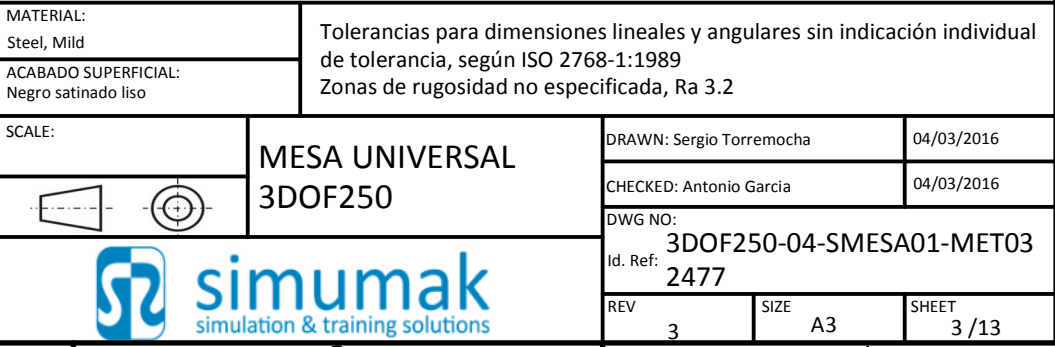 MATERIAL:
Steel, Mild
ACABADO SUPERFICIAL:
Negro satinado liso
Tolerancias para dimensiones lineales y angulares sin indicación individual
de tolerancia, según ISO 2768-1:1989
Zonas de rugosidad no especificada, Ra 3.2
SCALE:
MESA UNIVERSAL
3DOF250
DRAWN: Sergio Torremocha
04/03/2016
CHECKED: Antonio Garcia
04/03/2016
DWG NO:
3DOF250-04-SMESA01-MET03
Id. Ref:
2477
simumak
simulation & training solutions
REV
3
SIZE
A3
SHEET
3 /13